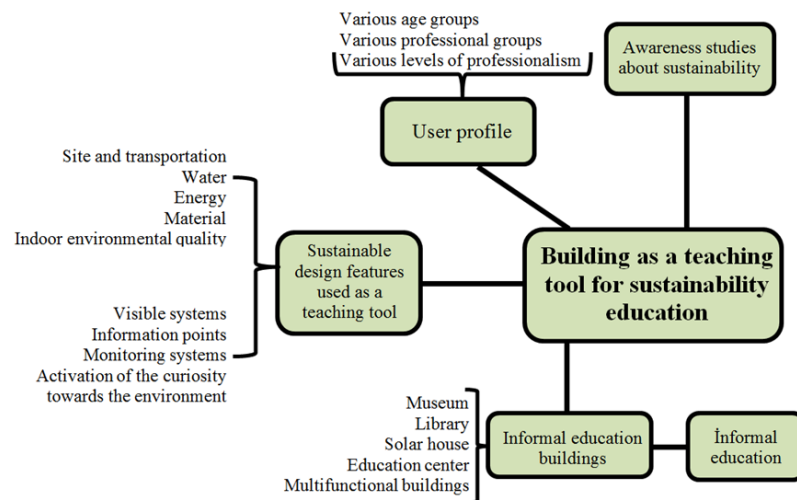 Various age groups
Various professional groups
Various levels of professionalism
User profile
Awareness studies
about sustainability
Site and transportation
Water
Energy
Material
Indoor environmental quality
Visible systems
Information points
Monitoring systems
Activation of the curiosity
towards the environment
Sustainable
design features
used as a
teaching tool
Building as a teaching
tool for sustainability
education
Museum
Library
Solar house
Education center
Multifunctional buildings
Informal education
buildings
İnformal
education